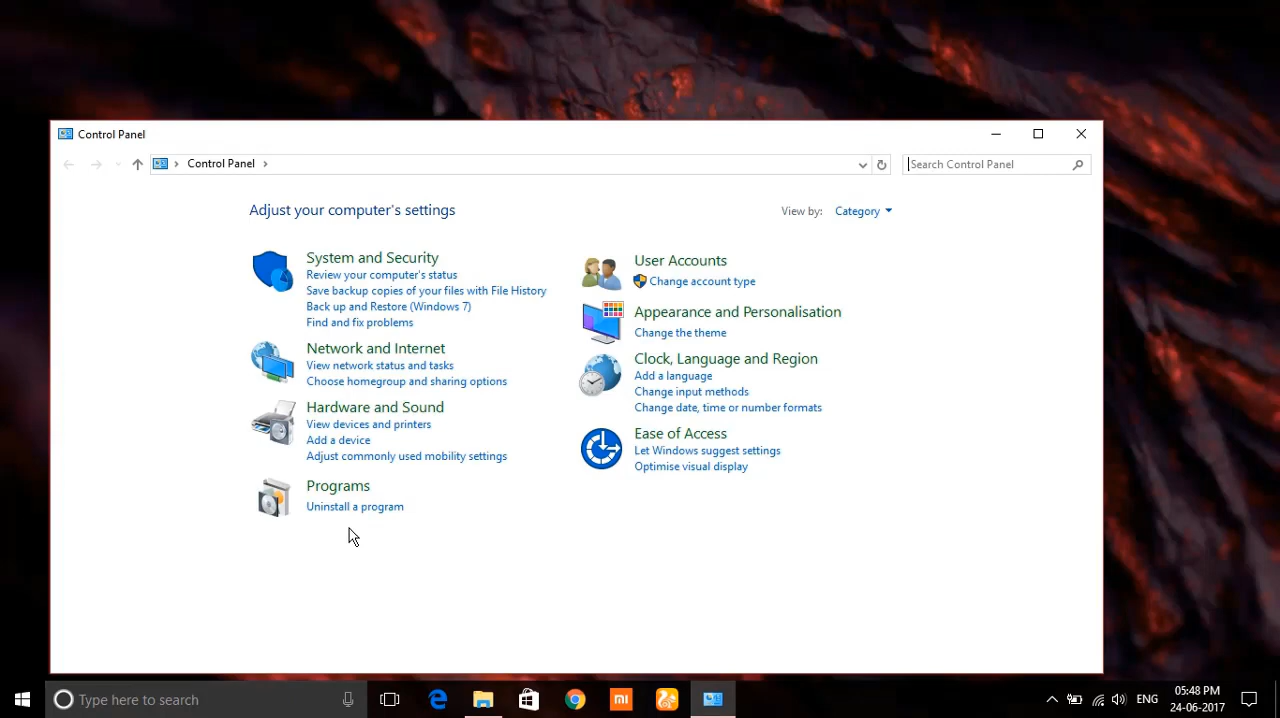 Control Panel
Control Panel
Search Control Panel
Adjust your computer's settings
View by: Category
System and Security
Review your computer's status
Save backup copies of your files with File History
Back up and Restore (Windows 7)
Find and fix problems
Network and Internet
View network status and tasks
Choose homegroup and sharing options
Hardware and Sound
View devices and printers
Add a device
Adjust commonly used mobility settings
Programs
Uninstall a program
User Accounts
Change account type
Appearance and Personalisation
Change the theme
Clock, Language and Region
Add a language
Change input methods
Change date, time or number formats
Ease of Access
Let Windows suggest settings
Optimise visual display
Type here to search
mi
ENG
05:48 PM
24-06-2017